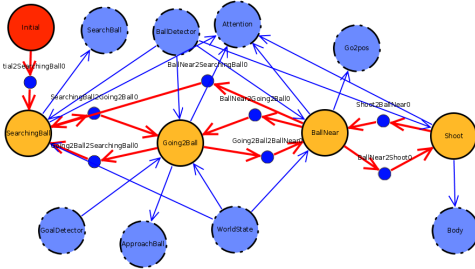 Initial
SearchBall
BallDetector
Attention
Go2pos
tial2SearchingBall0
BallNear2SearchingBall0
SearchingBall2Going2Ball0
BallNear2Going2Ball0
Shoot2BallNear0
SearchingBall
Going2Ball
BallNear
Shoot
Going2Ball2SearchingBall0
Going2Ball2BallNear0
BallNear2Shoot0
GoalDetector
ApproachBall
WorldState
Body